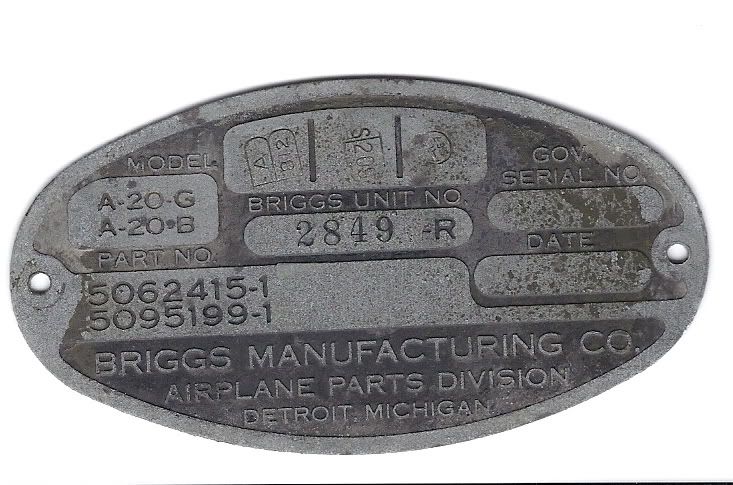 MODEL
A-20-G
A-20-B
PART NO.
5062415-1
5095199-1
BRIGGS UNIT NO.
2849 -R
GOV.
SERIAL NO.
DATE
BRIGGS MANUFACTURING CO.
AIRPLANE PARTS DIVISION
DETROIT, MICHIGAN